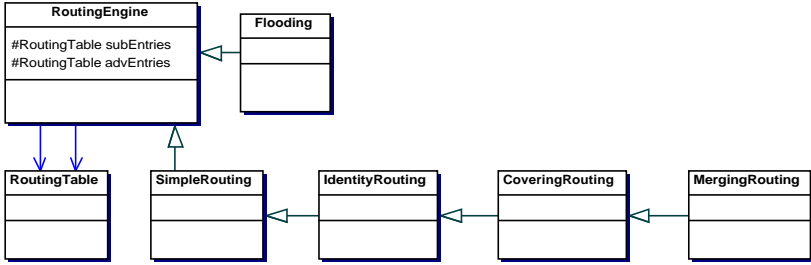 RoutingEngine
#RoutingTable subEntries
#RoutingTable advEntries
Flooding
RoutingTable
SimpleRouting
IdentityRouting
CoveringRouting
MergingRouting